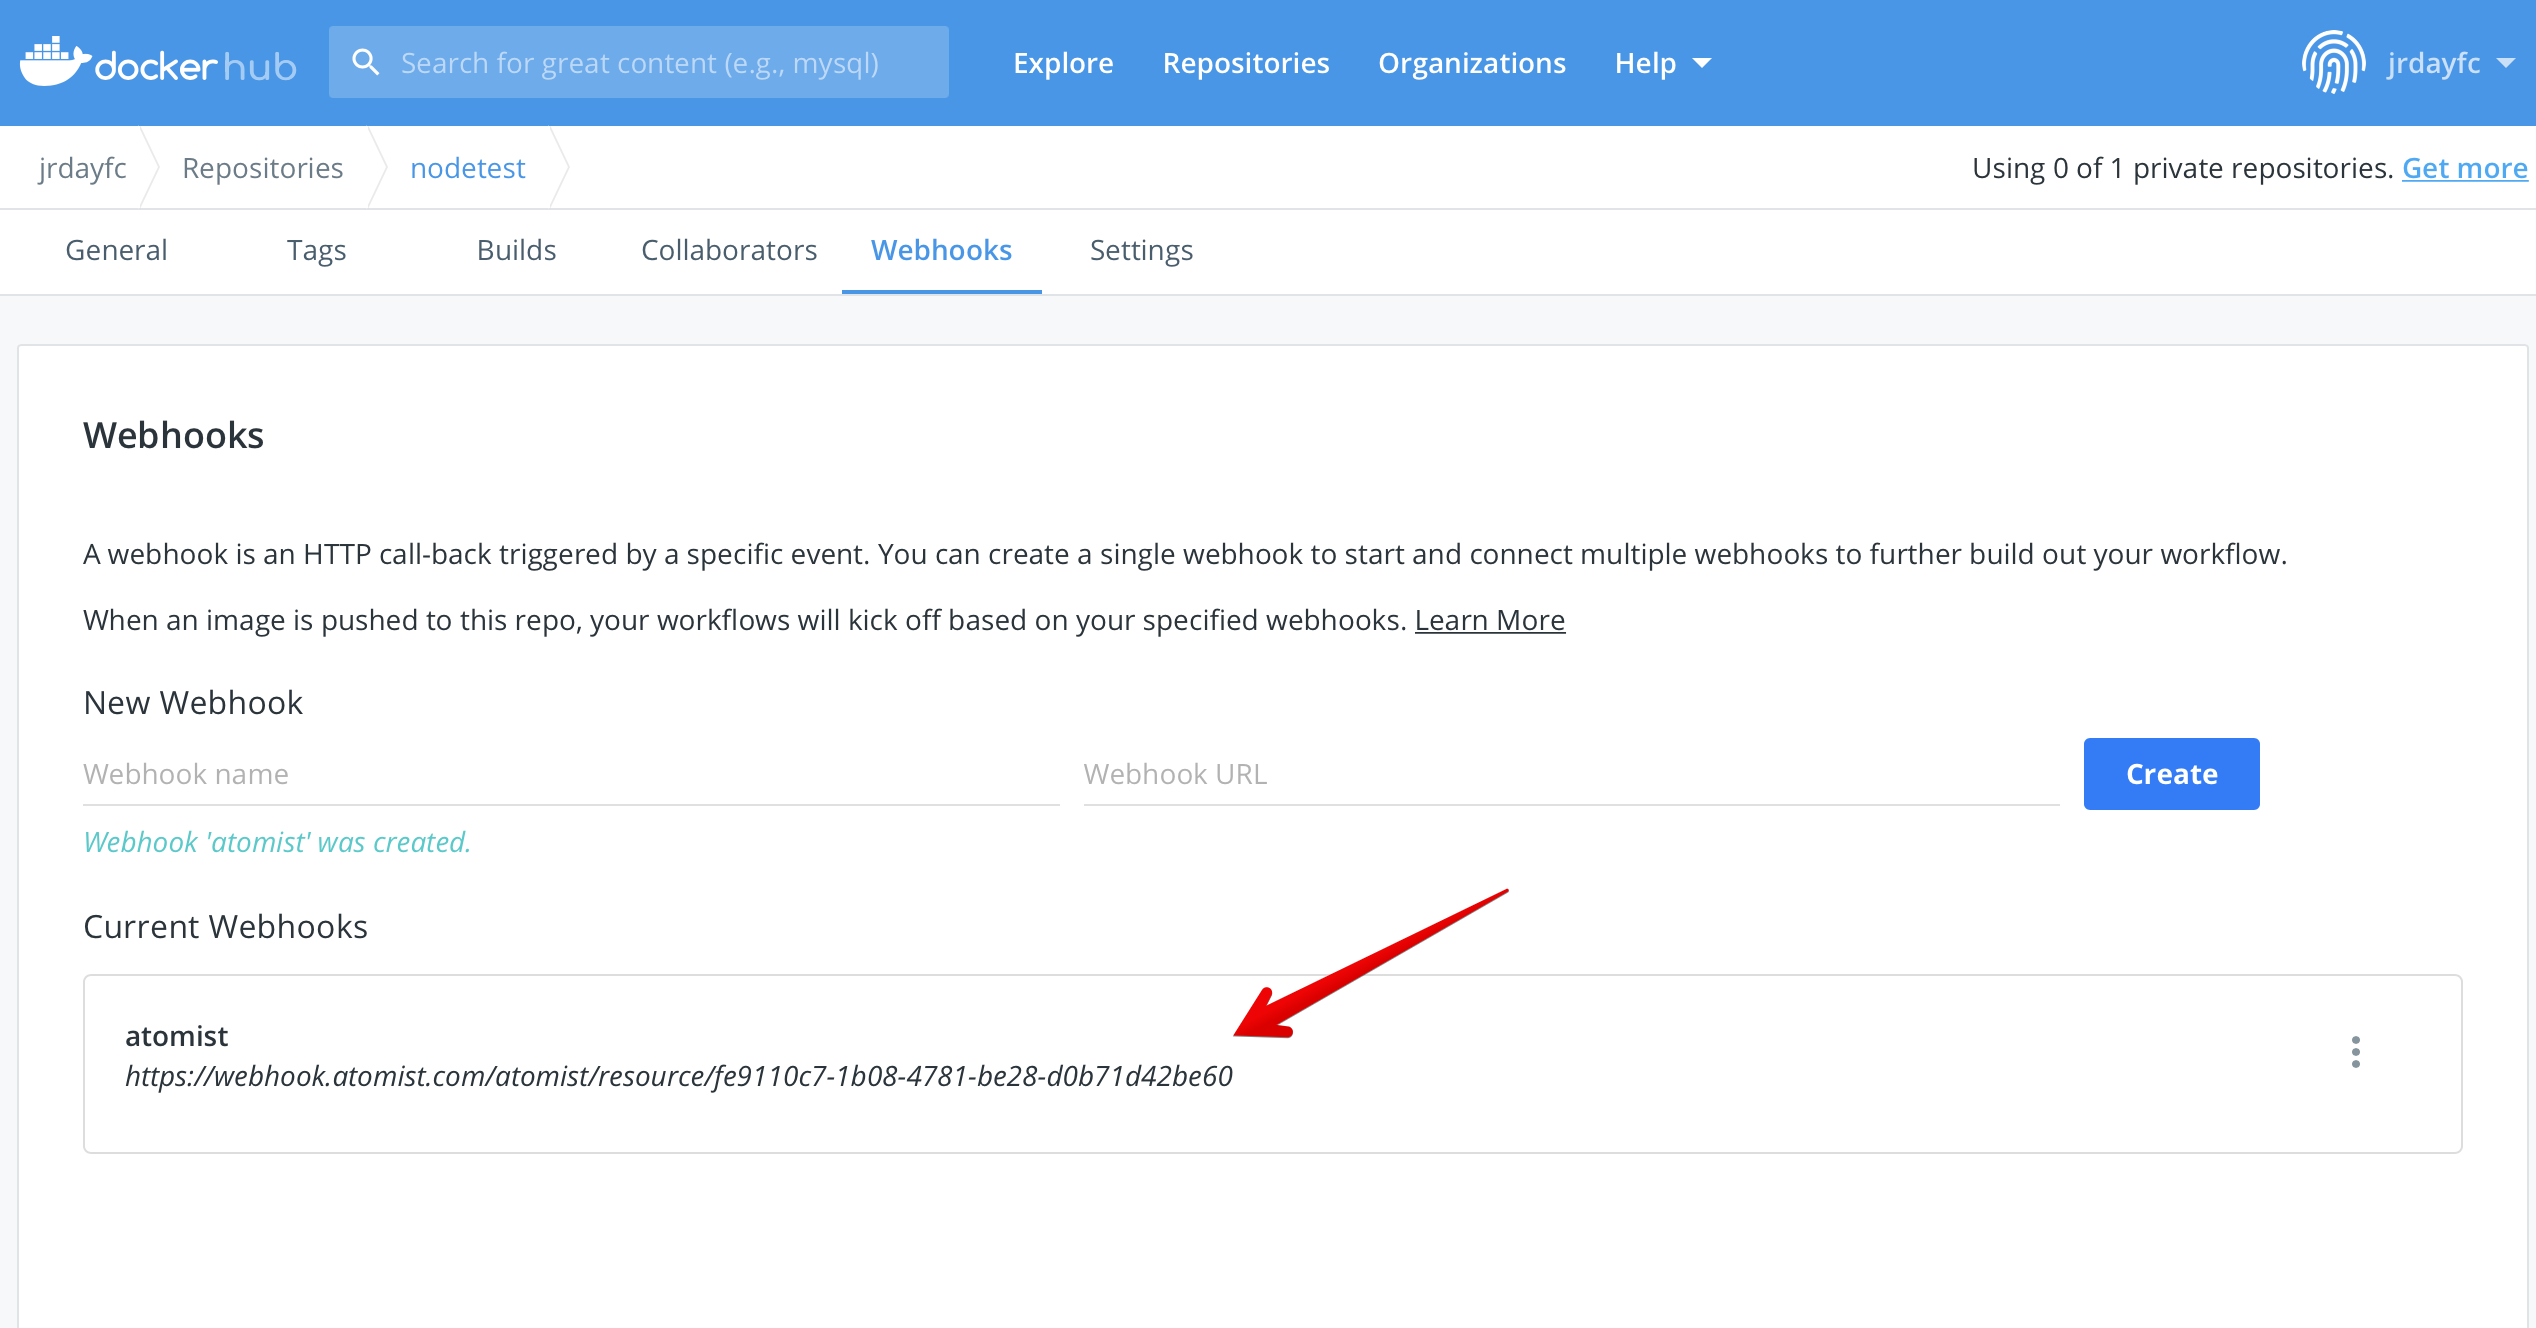 docker hub
Search for great content (e.g., mysql)
Explore
Repositories
Organizations
Help
jrdayfc
jrdayfc
Repositories
nodetest
Using 0 of 1 private repositories. Get more
General
Tags
Builds
Collaborators
Webhooks
Settings
Webhooks
A webhook is an HTTP call-back triggered by a specific event. You can create a single webhook to start and connect multiple webhooks to further build out your workflow.
When an image is pushed to this repo, your workflows will kick off based on your specified webhooks. Learn More
New Webhook
Webhook name
Webhook URL
Create
Webhook 'atomist' was created.
Current Webhooks
atomist
https://webhook.atomist.com/atomist/resource/fe9110c7-1b08-4781-be28-d0b71d42be60